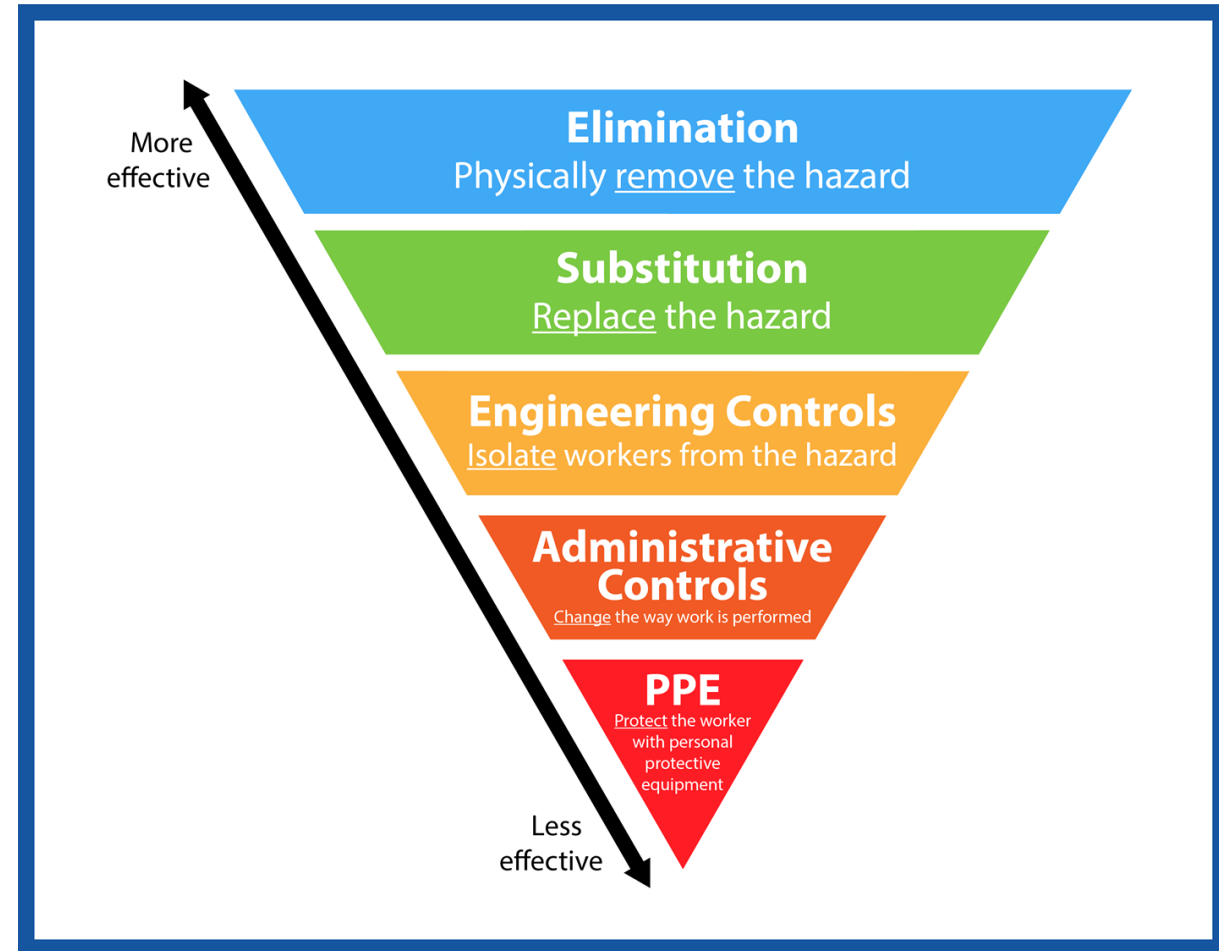 More
effective
Elimination
Physically remove the hazard
Substitution
Replace the hazard
Engineering Controls
Isolate workers from the hazard
Administrative
Controls
Change the way work is performed
PPE
Protect the worker
with personal
protective
equipment
Less
effective